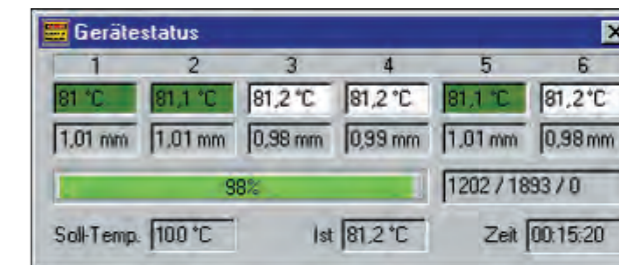 Gerätestatus
1 2 3 4 5 6
81 °C 81,1 °C 81,2 °C 81,2 °C 81,1 °C 81,2 °C
1,01 mm 1,01 mm 0,98 mm 0,99 mm 1,01 mm 0,98 mm
98% 1202 / 1893 / 0
Soll-Temp. 100 °C Ist 81,2 °C Zeit 00:15:20